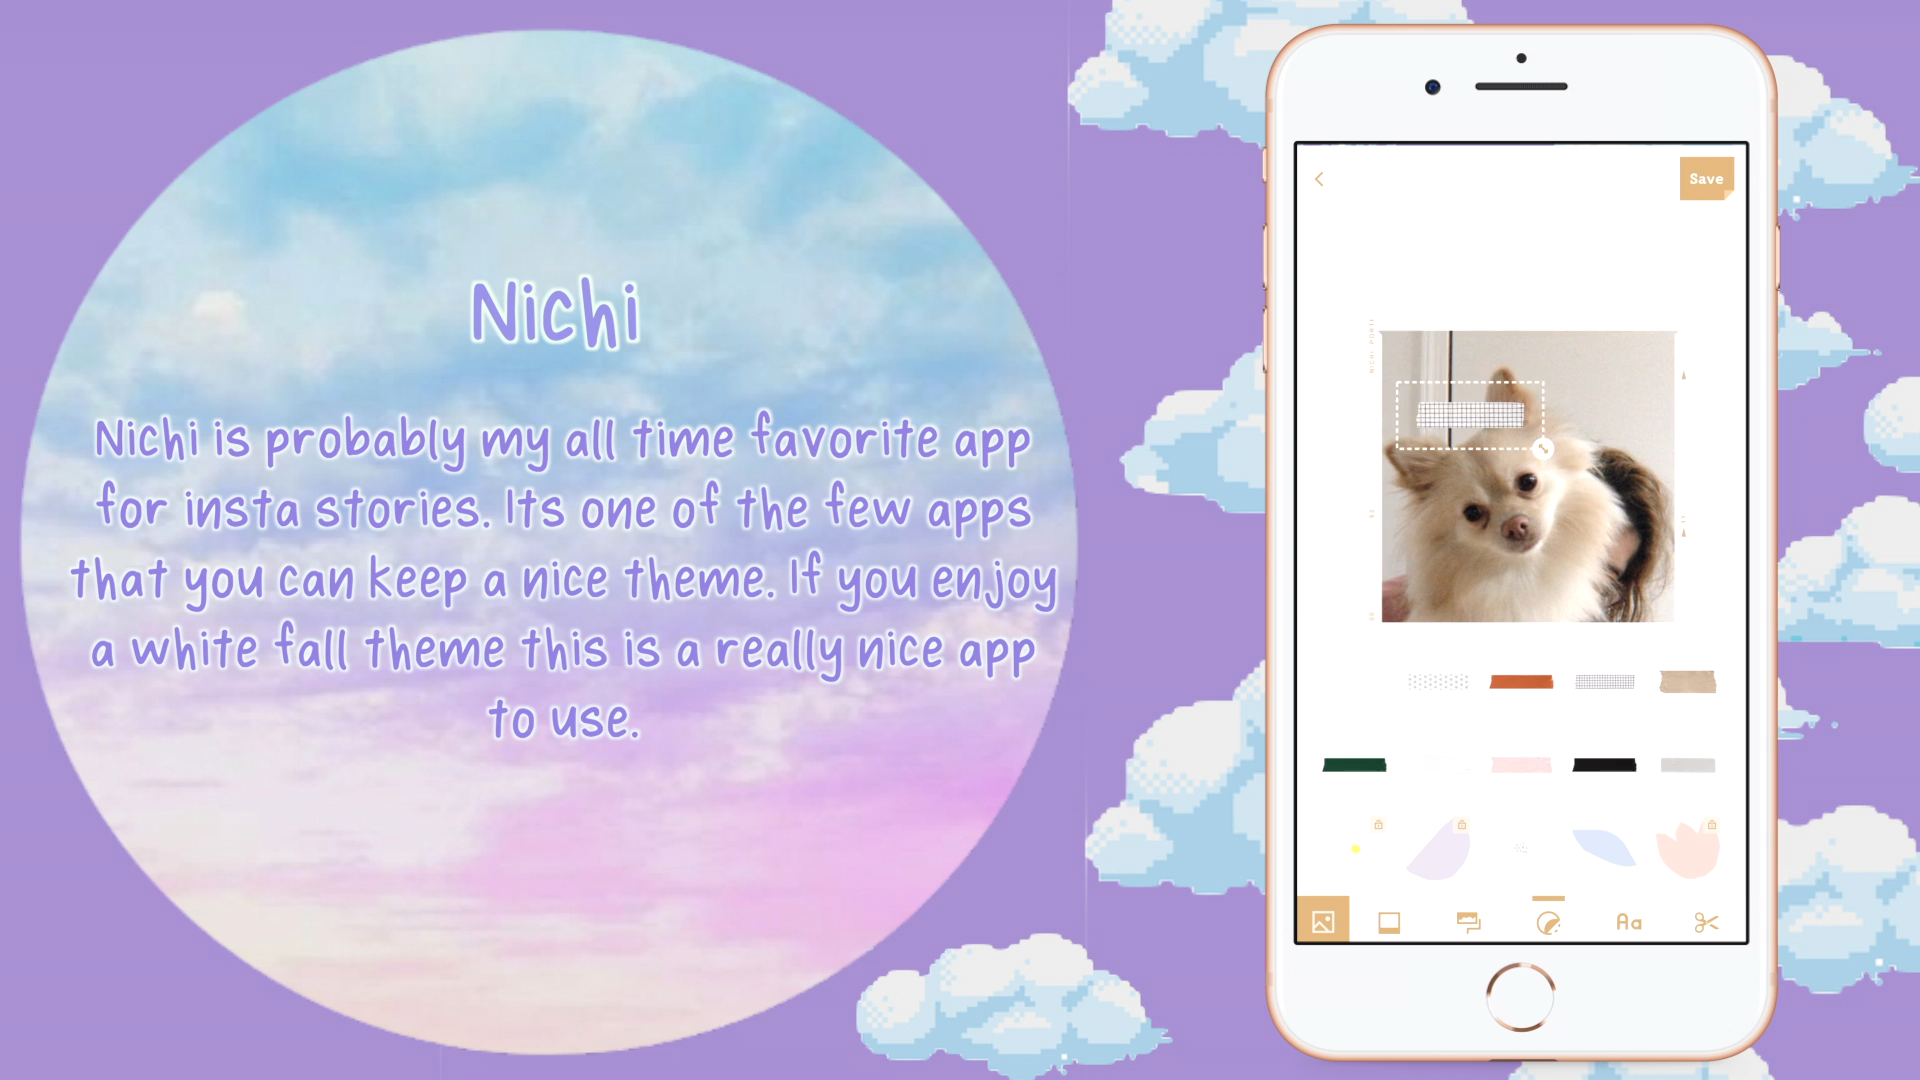 Nichi
Nichi is probably my all time favorite app
for insta stories. Its one of the few apps
that you can keep a nice theme. If you enjoy
a white fall theme this is a really nice app
to use.
Save
Aa